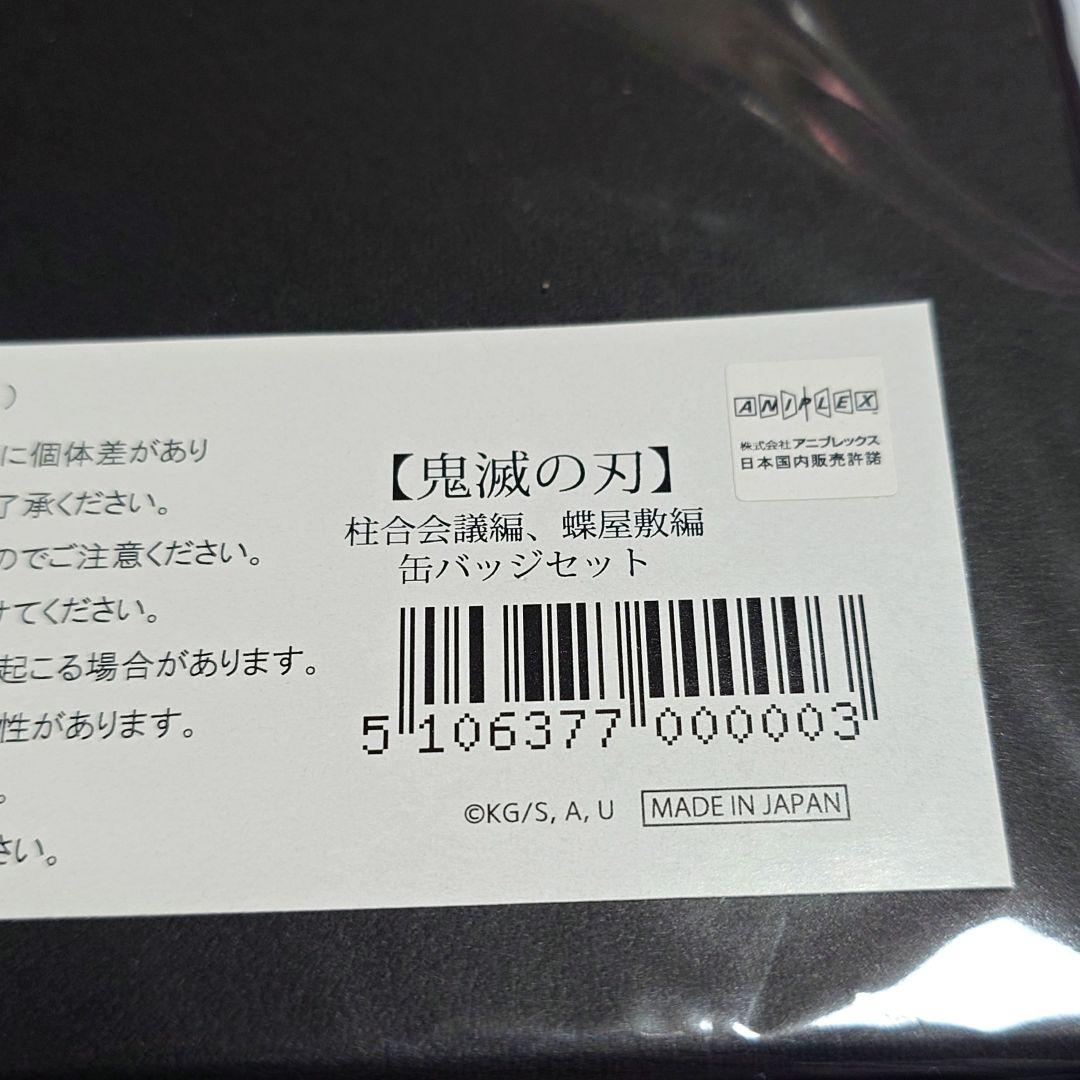 ）
に個体差があり
了承ください。
のでご注意ください。
けてください。
起こる場合があります。
性があります。
。
さい。
ANIPLEX
株式会社アニプレックス
日本国内販売許諾
【鬼滅の刃】
柱合会議編、蝶屋敷編
缶バッジセット
5 106377 000003
©KG/S, A, U
MADE IN JAPAN